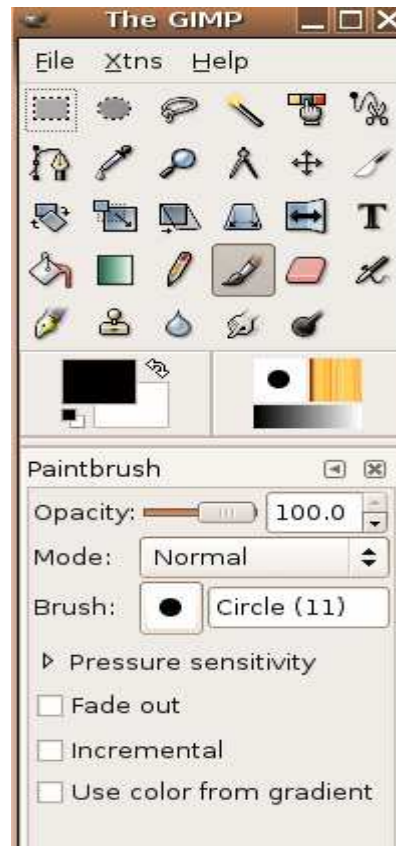 The GIMP
File Xtns Help
T
Paintbrush
Opacity: 100.0
Mode: Normal
Brush: Circle (11)
Pressure sensitivity
Fade out
Incremental
Use color from gradient